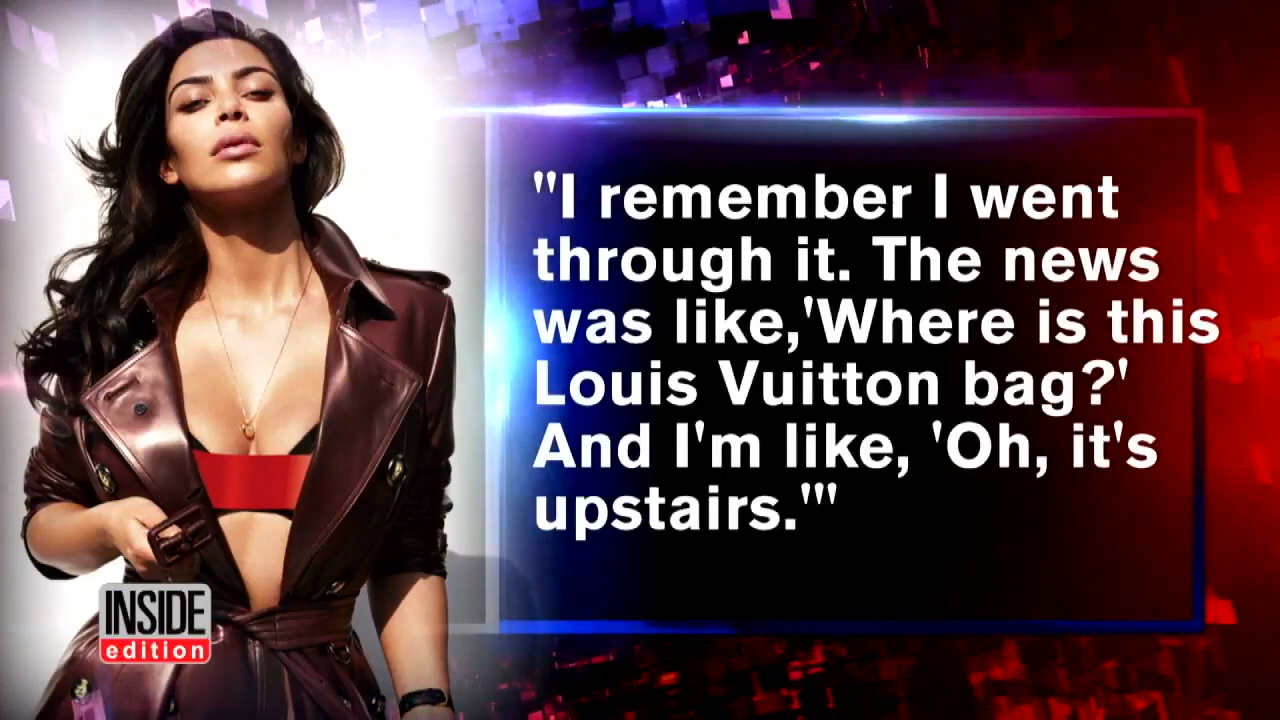 "I remember I went
through it. The news
was like,'Where is this
Louis Vuitton bag?'
And I'm like, 'Oh, it's
upstairs.'"
INSIDE
edition